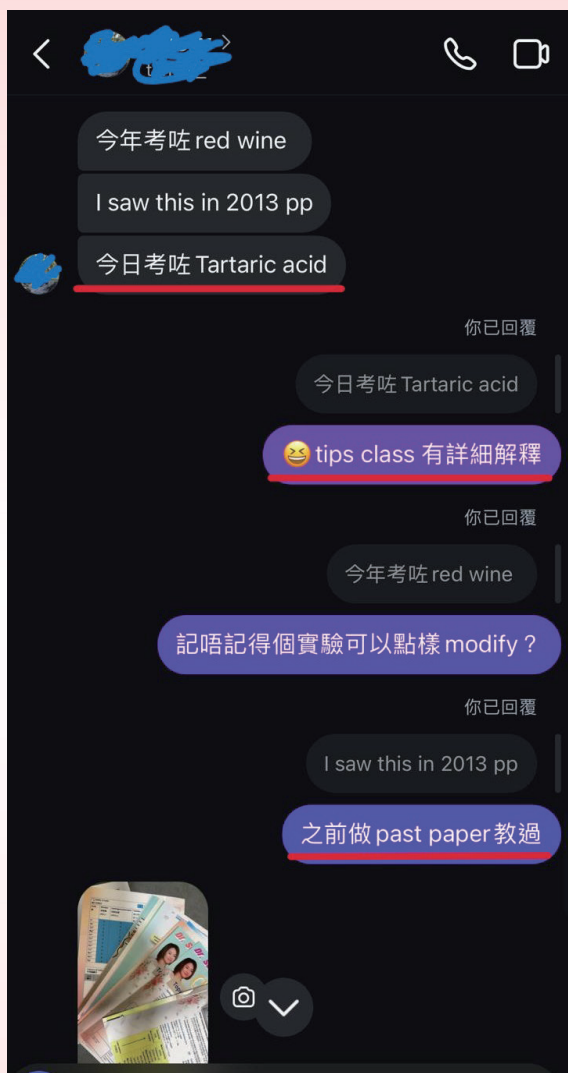 今年考咗 red wine
I saw this in 2013 pp
今日考咗 Tartaric acid
你已回覆
今日考咗 Tartaric acid
😆 tips class 有詳細解釋
你已回覆
今年考咗 red wine
記唔記得個實驗可以點樣 modify？
你已回覆
I saw this in 2013 pp
之前做 past paper 教過